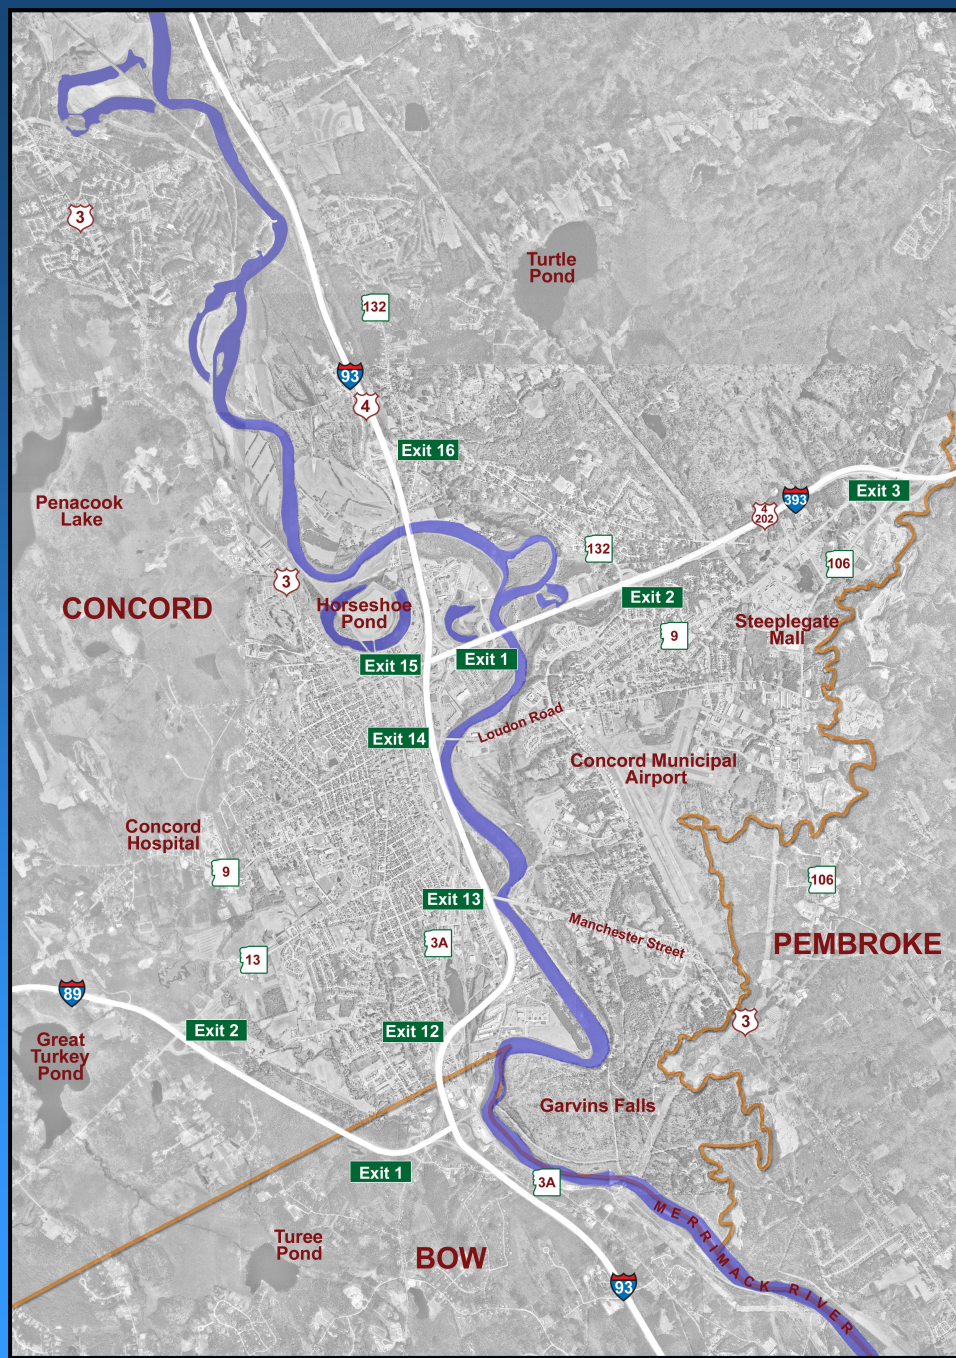 3
Turtle
Pond
132
93
4
Exit 16
393
Exit 3
4
202
Penacook
Lake
132
106
3
Exit 2
CONCORD
Horseshoe
Pond
9
Steeplegate
Mall
Exit 15
Exit 1
Loudon Road
Exit 14
Concord Municipal
Airport
Concord
Hospital
9
106
Exit 13
Manchester Street
3A
PEMBROKE
13
89
Exit 2
Exit 12
3
Great
Turkey
Pond
Garvins Falls
Exit 1
3A
MERRIMACK RIVER
Turee
Pond
BOW
93